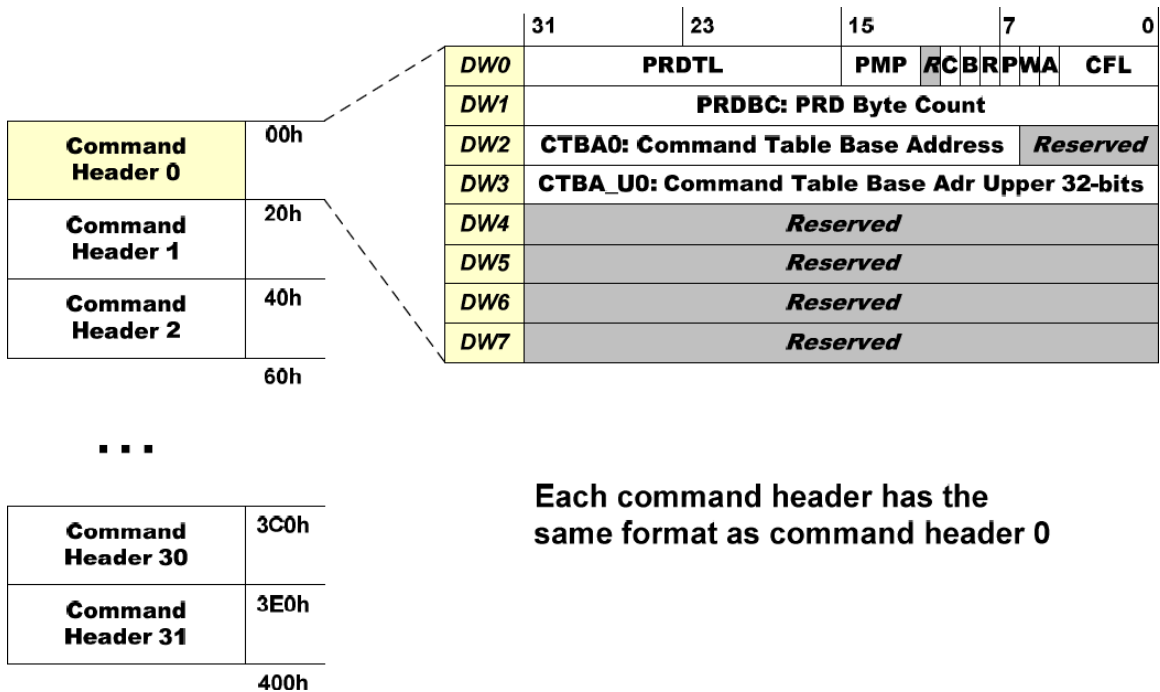 31 23 15 7 0
DW0 PRDTL PMP R C B R P W A CFL
DW1 PRDBC: PRD Byte Count
DW2 CTBA0: Command Table Base Address Reserved
DW3 CTBA_U0: Command Table Base Adr Upper 32-bits
DW4 Reserved
DW5 Reserved
DW6 Reserved
DW7 Reserved
Command
Header 0
00h
Command
Header 1
20h
Command
Header 2
40h
60h
...
Command
Header 30
3C0h
Command
Header 31
3E0h
400h
Each command header has the
same format as command header 0